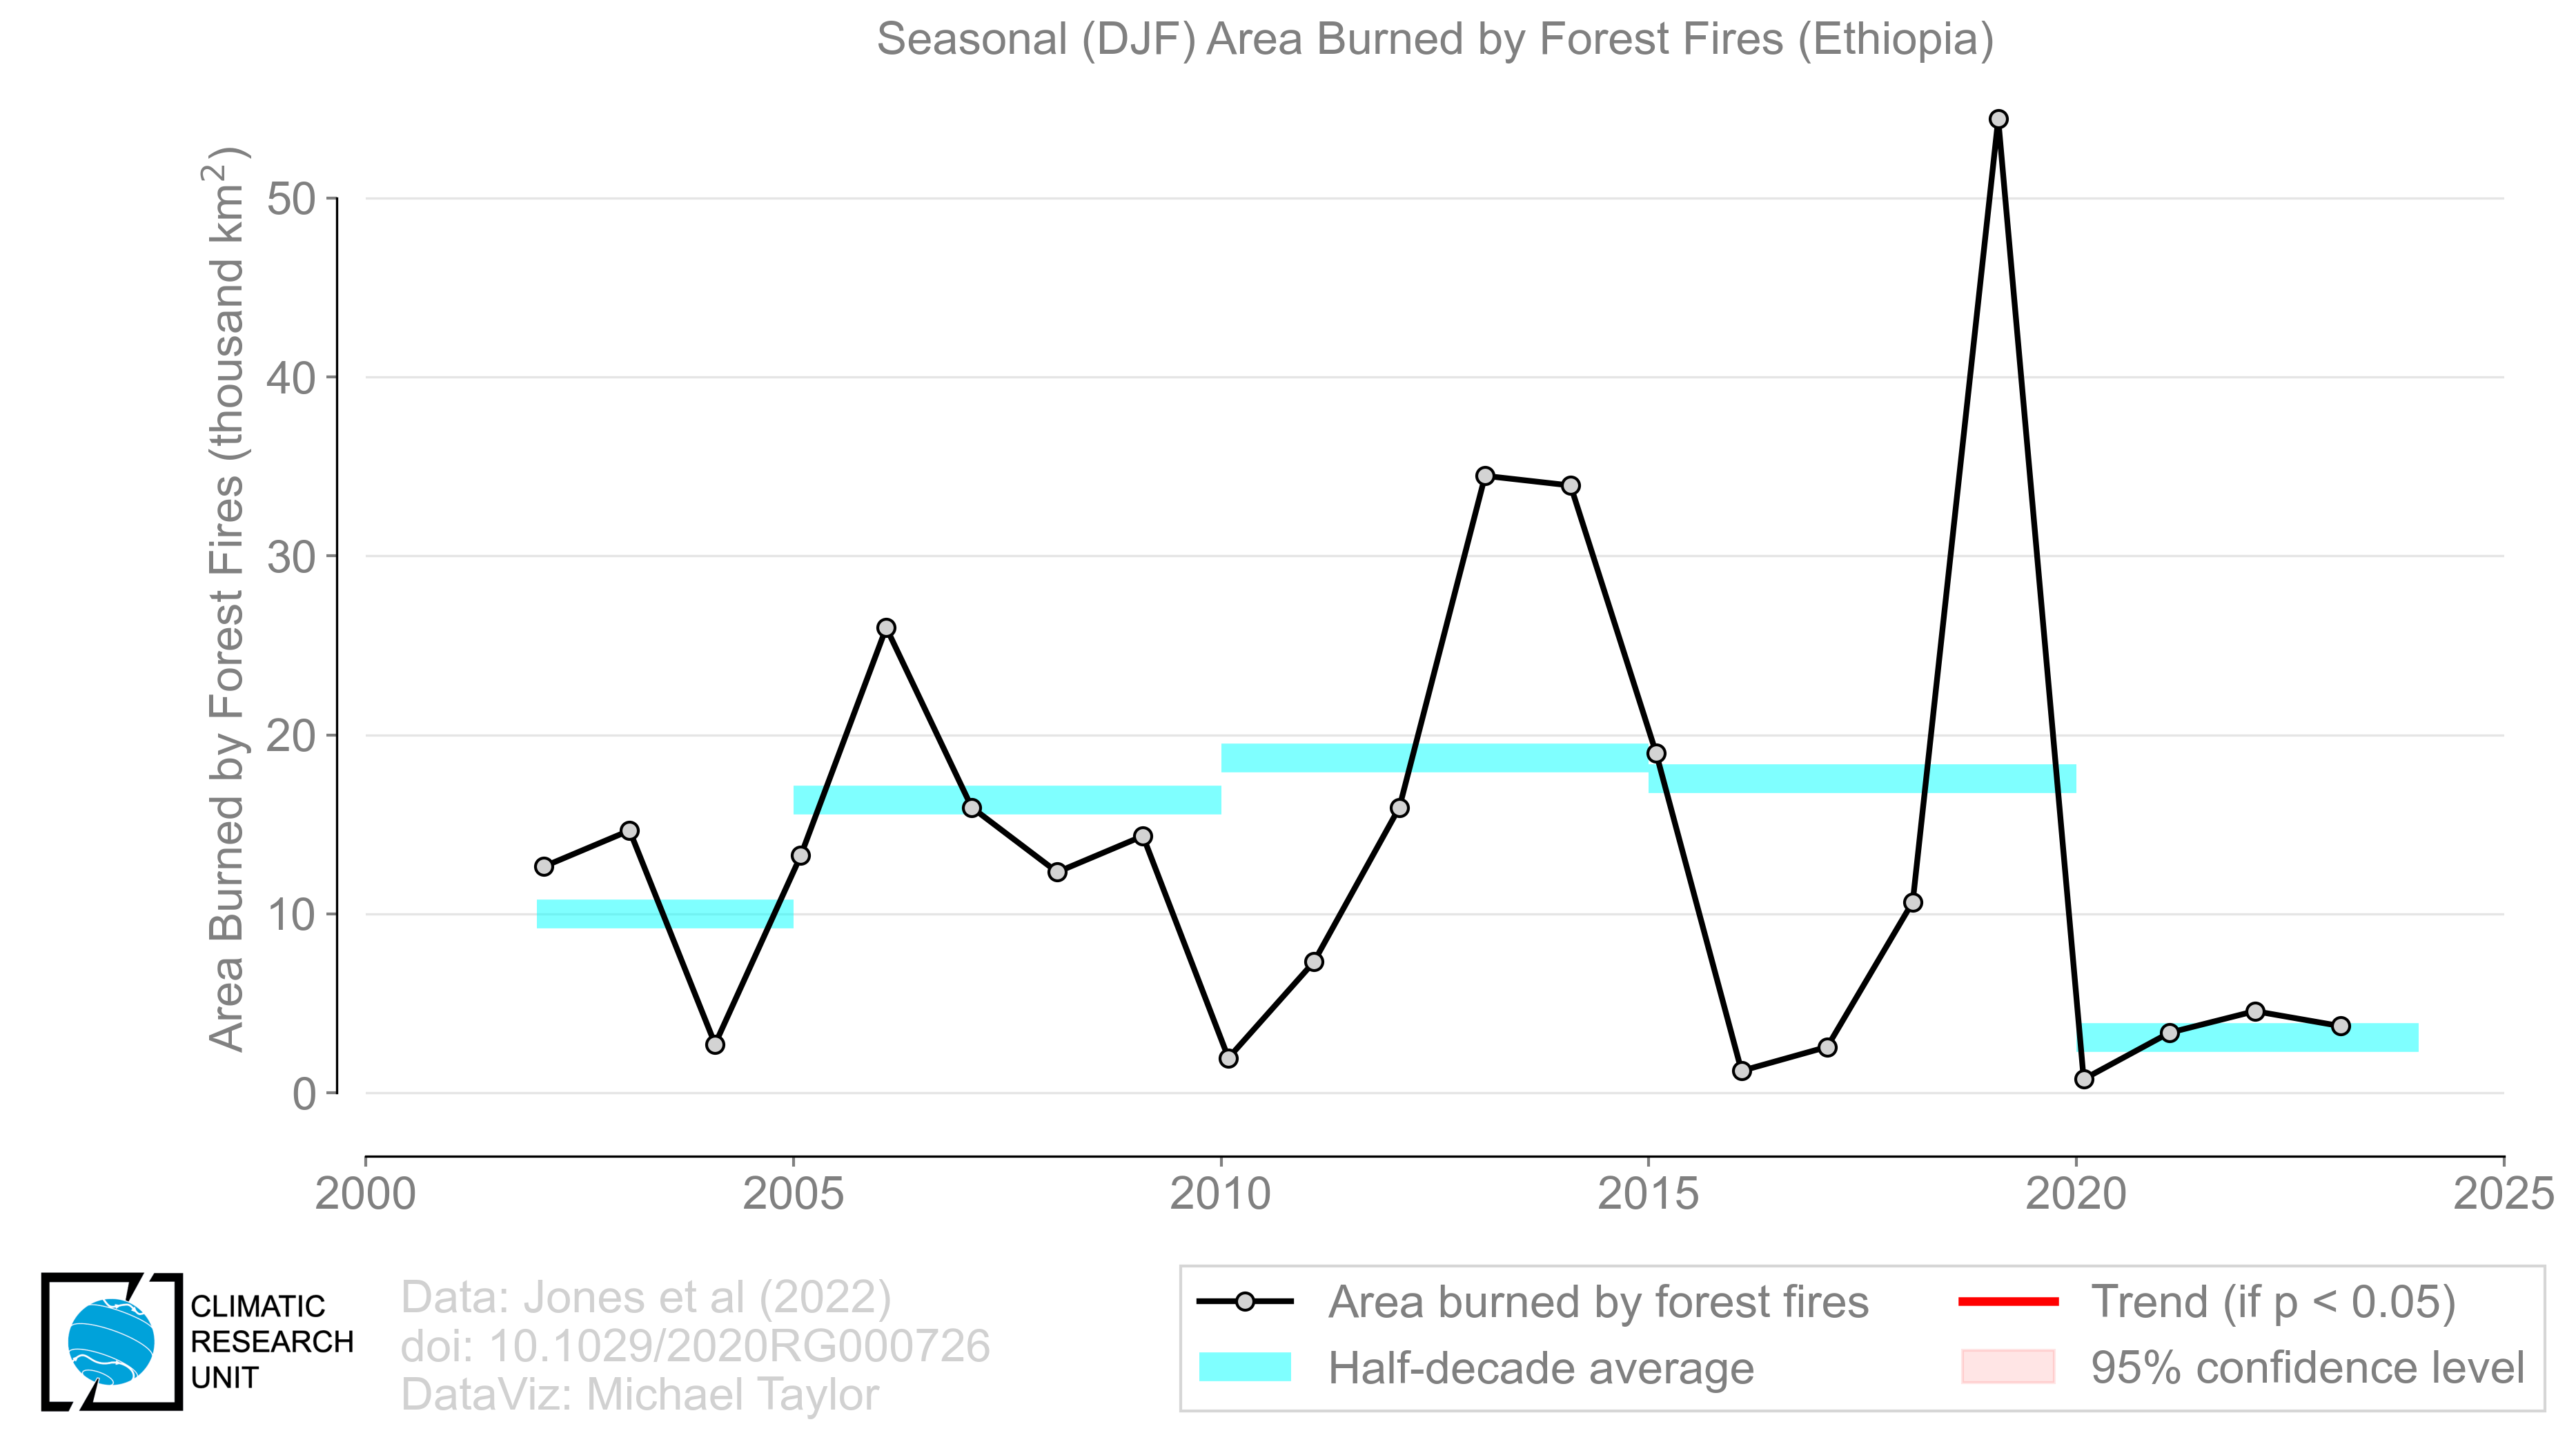 Seasonal (DJF) Area Burned by Forest Fires (Ethiopia)
Area Burned by Forest Fires (thousand km²)
50
40
30
20
10
0
2000
2005
2010
2015
2020
2025
CLIMATIC
RESEARCH
UNIT
Data: Jones et al (2022)
doi: 10.1029/2020RG000726
DataViz: Michael Taylor
Area burned by forest fires
Half-decade average
Trend (if p < 0.05)
95% confidence level